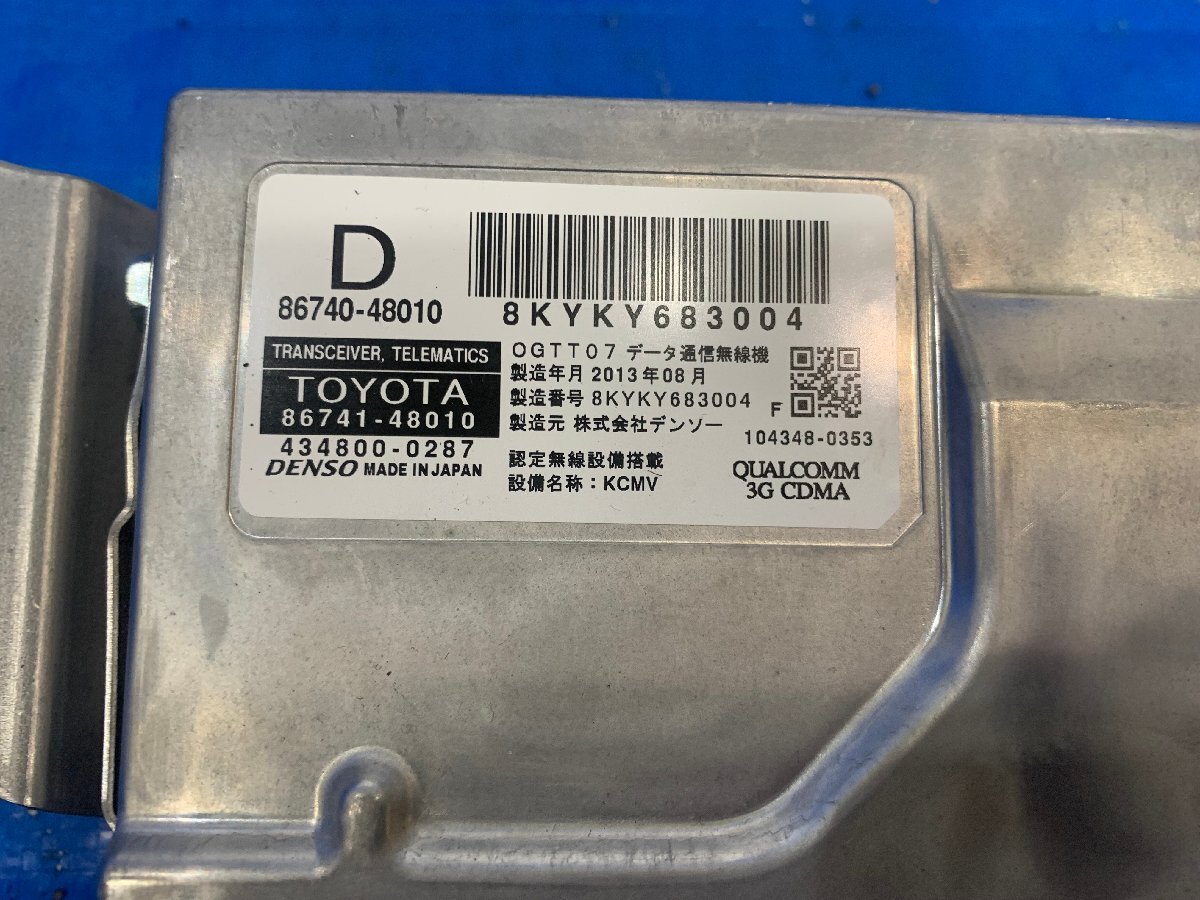 D
86740-48010
8KYKY683004
TRANSCEIVER, TELEMATICS
TOYOTA
86741-48010
434800-0287
DENSO MADE IN JAPAN
OGTT07 データ通信無線機
製造年月 2013年08月
製造番号 8KYKY683004
製造元 株式会社デンソー
認定無線設備搭載
設備名称：KCMV
F
104348-0353
QUALCOMM
3G CDMA